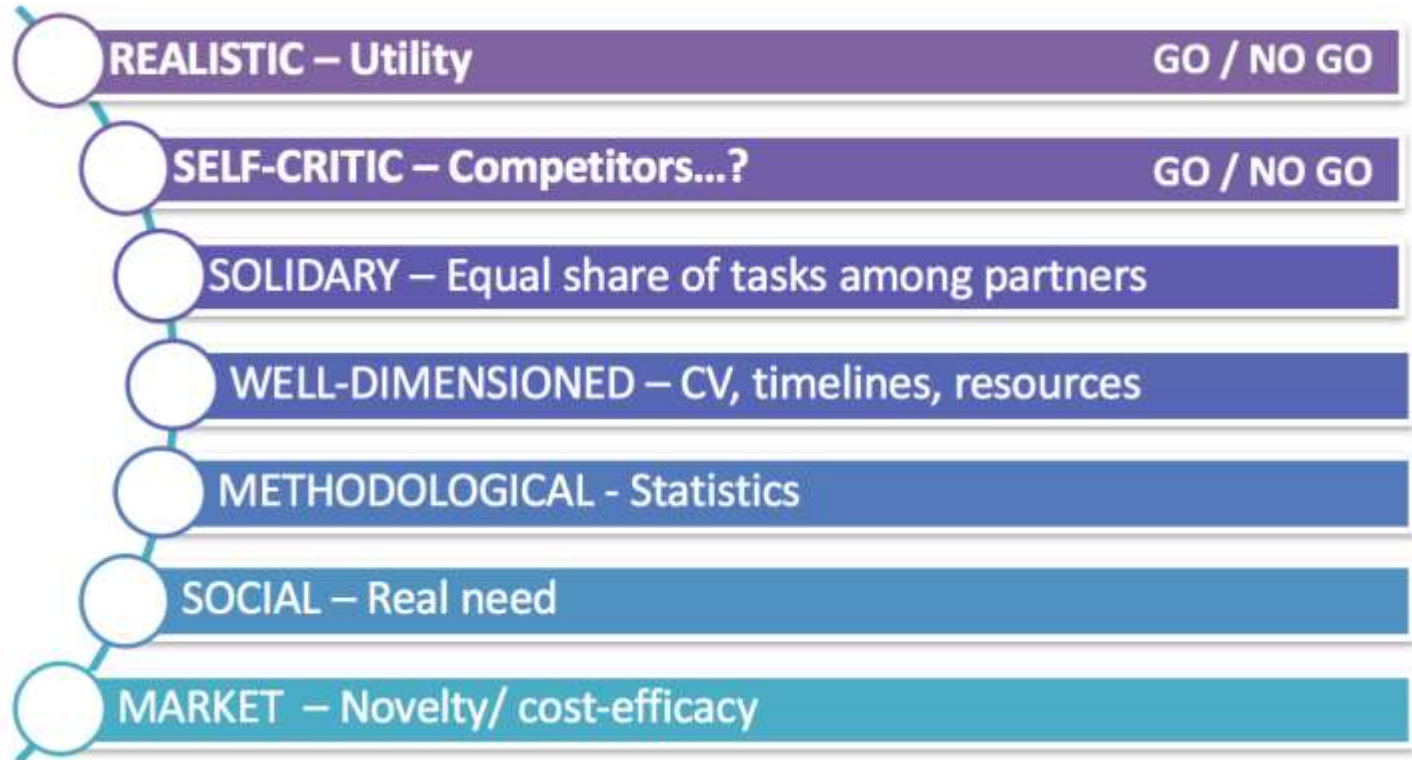 REALISTIC – Utility GO / NO GO
SELF-CRITIC – Competitors...? GO / NO GO
SOLIDARY – Equal share of tasks among partners
WELL-DIMENSIONED – CV, timelines, resources
METHODOLOGICAL - Statistics
SOCIAL – Real need
MARKET – Novelty/ cost-efficacy